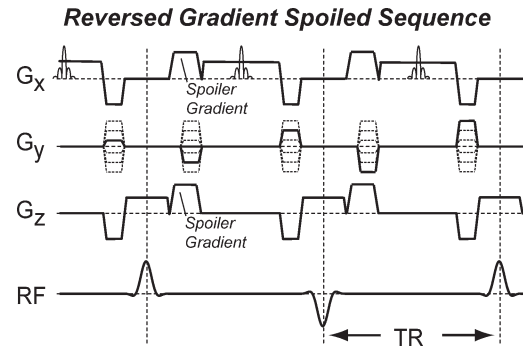 Reversed Gradient Spoiled Sequence
Gx
Spoiler
Gradient
Gy
Gz
Spoiler
Gradient
RF
TR